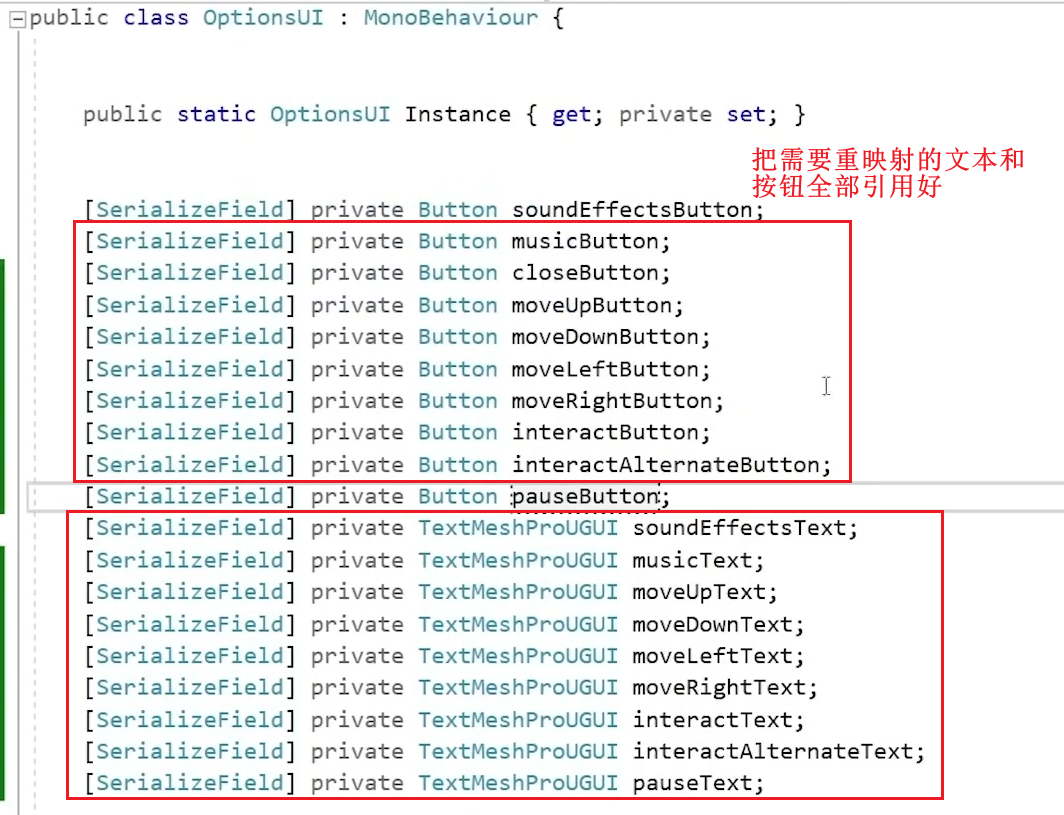 public class OptionsUI : MonoBehaviour {
public static OptionsUI Instance { get; private set; }
把需要重映射的文本和
按钮全部引用好
[SerializeField] private Button soundEffectsButton;
[SerializeField] private Button musicButton;
[SerializeField] private Button closeButton;
[SerializeField] private Button moveUpButton;
[SerializeField] private Button moveDownButton;
[SerializeField] private Button moveLeftButton;
[SerializeField] private Button moveRightButton;
[SerializeField] private Button interactButton;
[SerializeField] private Button interactAlternateButton;
[SerializeField] private Button pauseButton;
[SerializeField] private TextMeshProUGUI soundEffectsText;
[SerializeField] private TextMeshProUGUI musicText;
[SerializeField] private TextMeshProUGUI moveUpText;
[SerializeField] private TextMeshProUGUI moveDownText;
[SerializeField] private TextMeshProUGUI moveLeftText;
[SerializeField] private TextMeshProUGUI moveRightText;
[SerializeField] private TextMeshProUGUI interactText;
[SerializeField] private TextMeshProUGUI interactAlternateText;
[SerializeField] private TextMeshProUGUI pauseText;